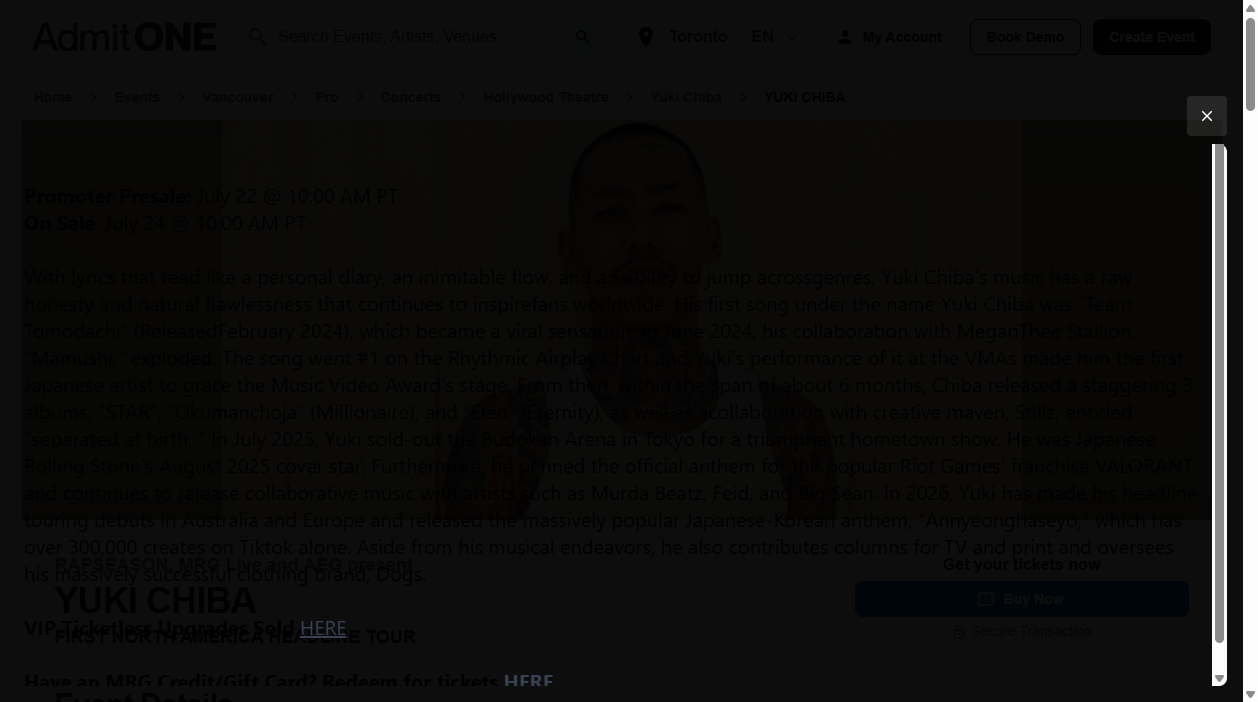 AdmitONE
Search Events, Artists, Venues...
Toronto
EN
My Account
Book Demo
Create Event
Home
Events
Vancouver
Pro
Concerts
Hollywood Theatre
Yuki Chiba
YUKI CHIBA
Promoter Presale: July 22 @ 10:00 AM PT
On Sale: July 24 @ 10:00 AM PT
With lyrics that read like a personal diary, an inimitable flow, and an ability to jump acrossgenres, Yuki Chiba's music has a raw
honesty and natural flawlessness that continues to inspirefans worldwide. His first song under the name Yuki Chiba was "Team
Tomodachi" (ReleasedFebruary 2024), which became a viral sensation. In June 2024, his collaboration with MeganThee Stallion,
"Mamushi," exploded. The song went #1 on the Rhythmic Airplay Chart and Yuki's performance of it at the VMAs made him the first
Japanese artist to grace the Music Video Award's stage. From then, within the span of about 6 months, Chiba released a staggering 3
albums, "STAR", "Okumanchoja" (Millionaire), and "Eien" (Eternity), as well as acollaboration with creative maven, Stillz, entitled
"separated at birth. " In July 2025, Yuki sold-out the Budokan Arena in Tokyo for a triumphant hometown show. He was Japanese
Rolling Stone's August 2025 cover star. Furthermore, he penned the official anthem for the popular Riot Games' franchise VALORANT,
and continues to release collaborative music with artists such as Murda Beatz, Feid, and Big Sean. In 2026, Yuki has made his headline
touring debuts in Australia and Europe and released the massively popular Japanese-Korean anthem, "Annyeonghaseyo," which has
over 300,000 creates on Tiktok alone. Aside from his musical endeavors, he also contributes columns for TV and print and oversees
his massively successful clothing brand, Dogs.
RAPSEASON, MRG Live and AEG present
YUKI CHIBA
VIP Ticketless Upgrades Sold HERE
FIRST NORTH AMERICA HEADLINE TOUR
Get your tickets now
Buy Now
Secure Transaction
Have an MRG Credit/Gift Card? Redeem for tickets HERE
Event Details